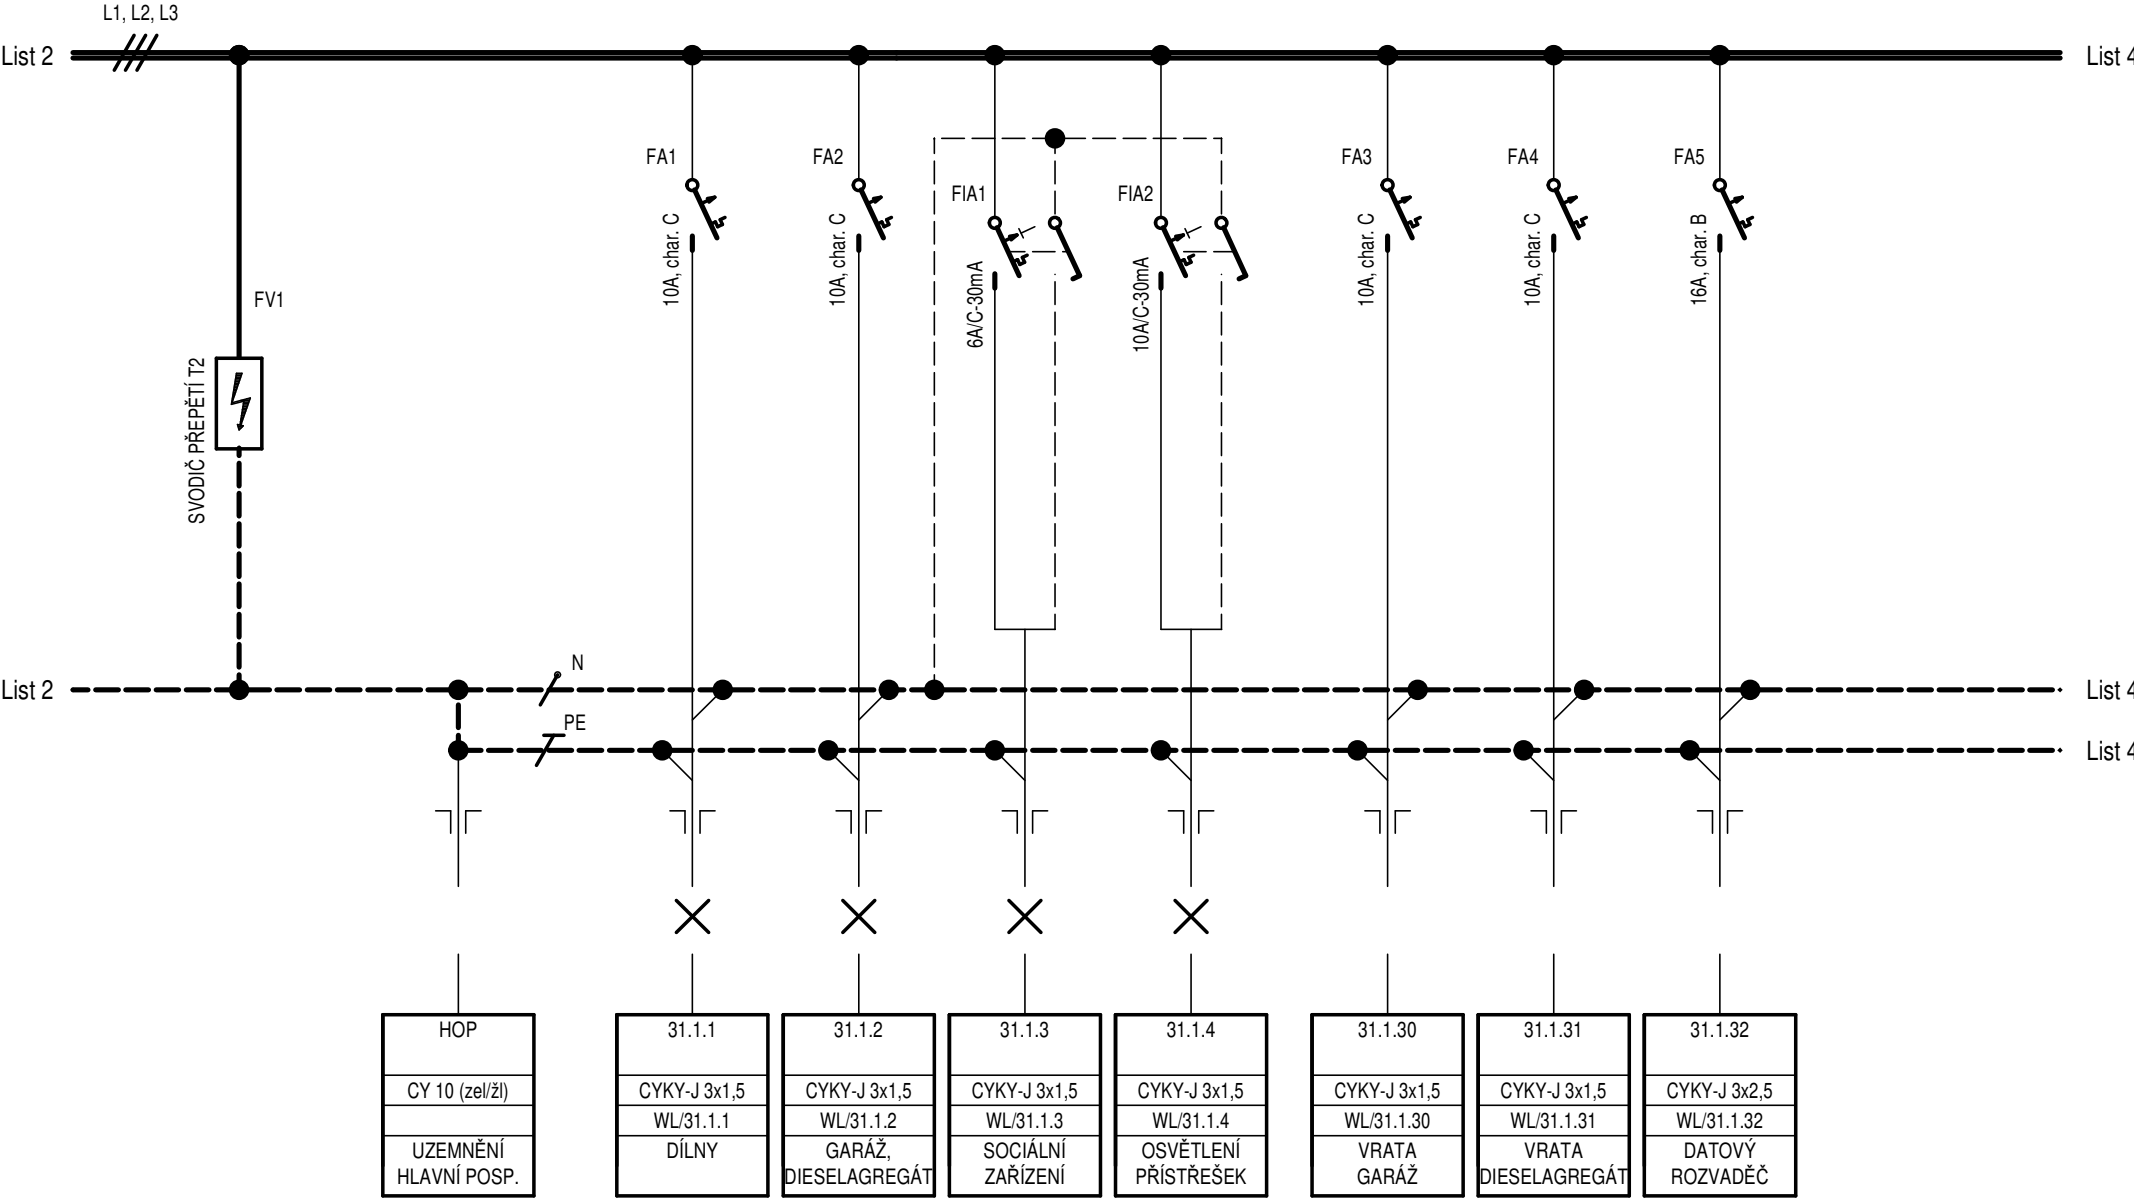 L1, L2, L3
List 2
List 4
FA1
FA2
FIA1
FIA2
FA3
FA4
FA5
10A, char. C
10A, char. C
6A/C-30mA
10A/C-30mA
10A, char. C
10A, char. C
16A, char. B
FV1
SVODIČ PŘEPĚTÍ T2
List 2
N
List 4
PE
List 4
HOP
CY 10 (zel/žl)
UZEMNĚNÍ
HLAVNÍ POSP.
31.1.1
CYKY-J 3x1,5
WL/31.1.1
DÍLNY
31.1.2
CYKY-J 3x1,5
WL/31.1.2
GARÁŽ,
DIESELAGREGÁT
31.1.3
CYKY-J 3x1,5
WL/31.1.3
SOCIÁLNÍ
ZAŘÍZENÍ
31.1.4
CYKY-J 3x1,5
WL/31.1.4
OSVĚTLENÍ
PŘÍSTŘEŠEK
31.1.30
CYKY-J 3x1,5
WL/31.1.30
VRATA
GARÁŽ
31.1.31
CYKY-J 3x1,5
WL/31.1.31
VRATA
DIESELAGREGÁT
31.1.32
CYKY-J 3x2,5
WL/31.1.32
DATOVÝ
ROZVADĚČ